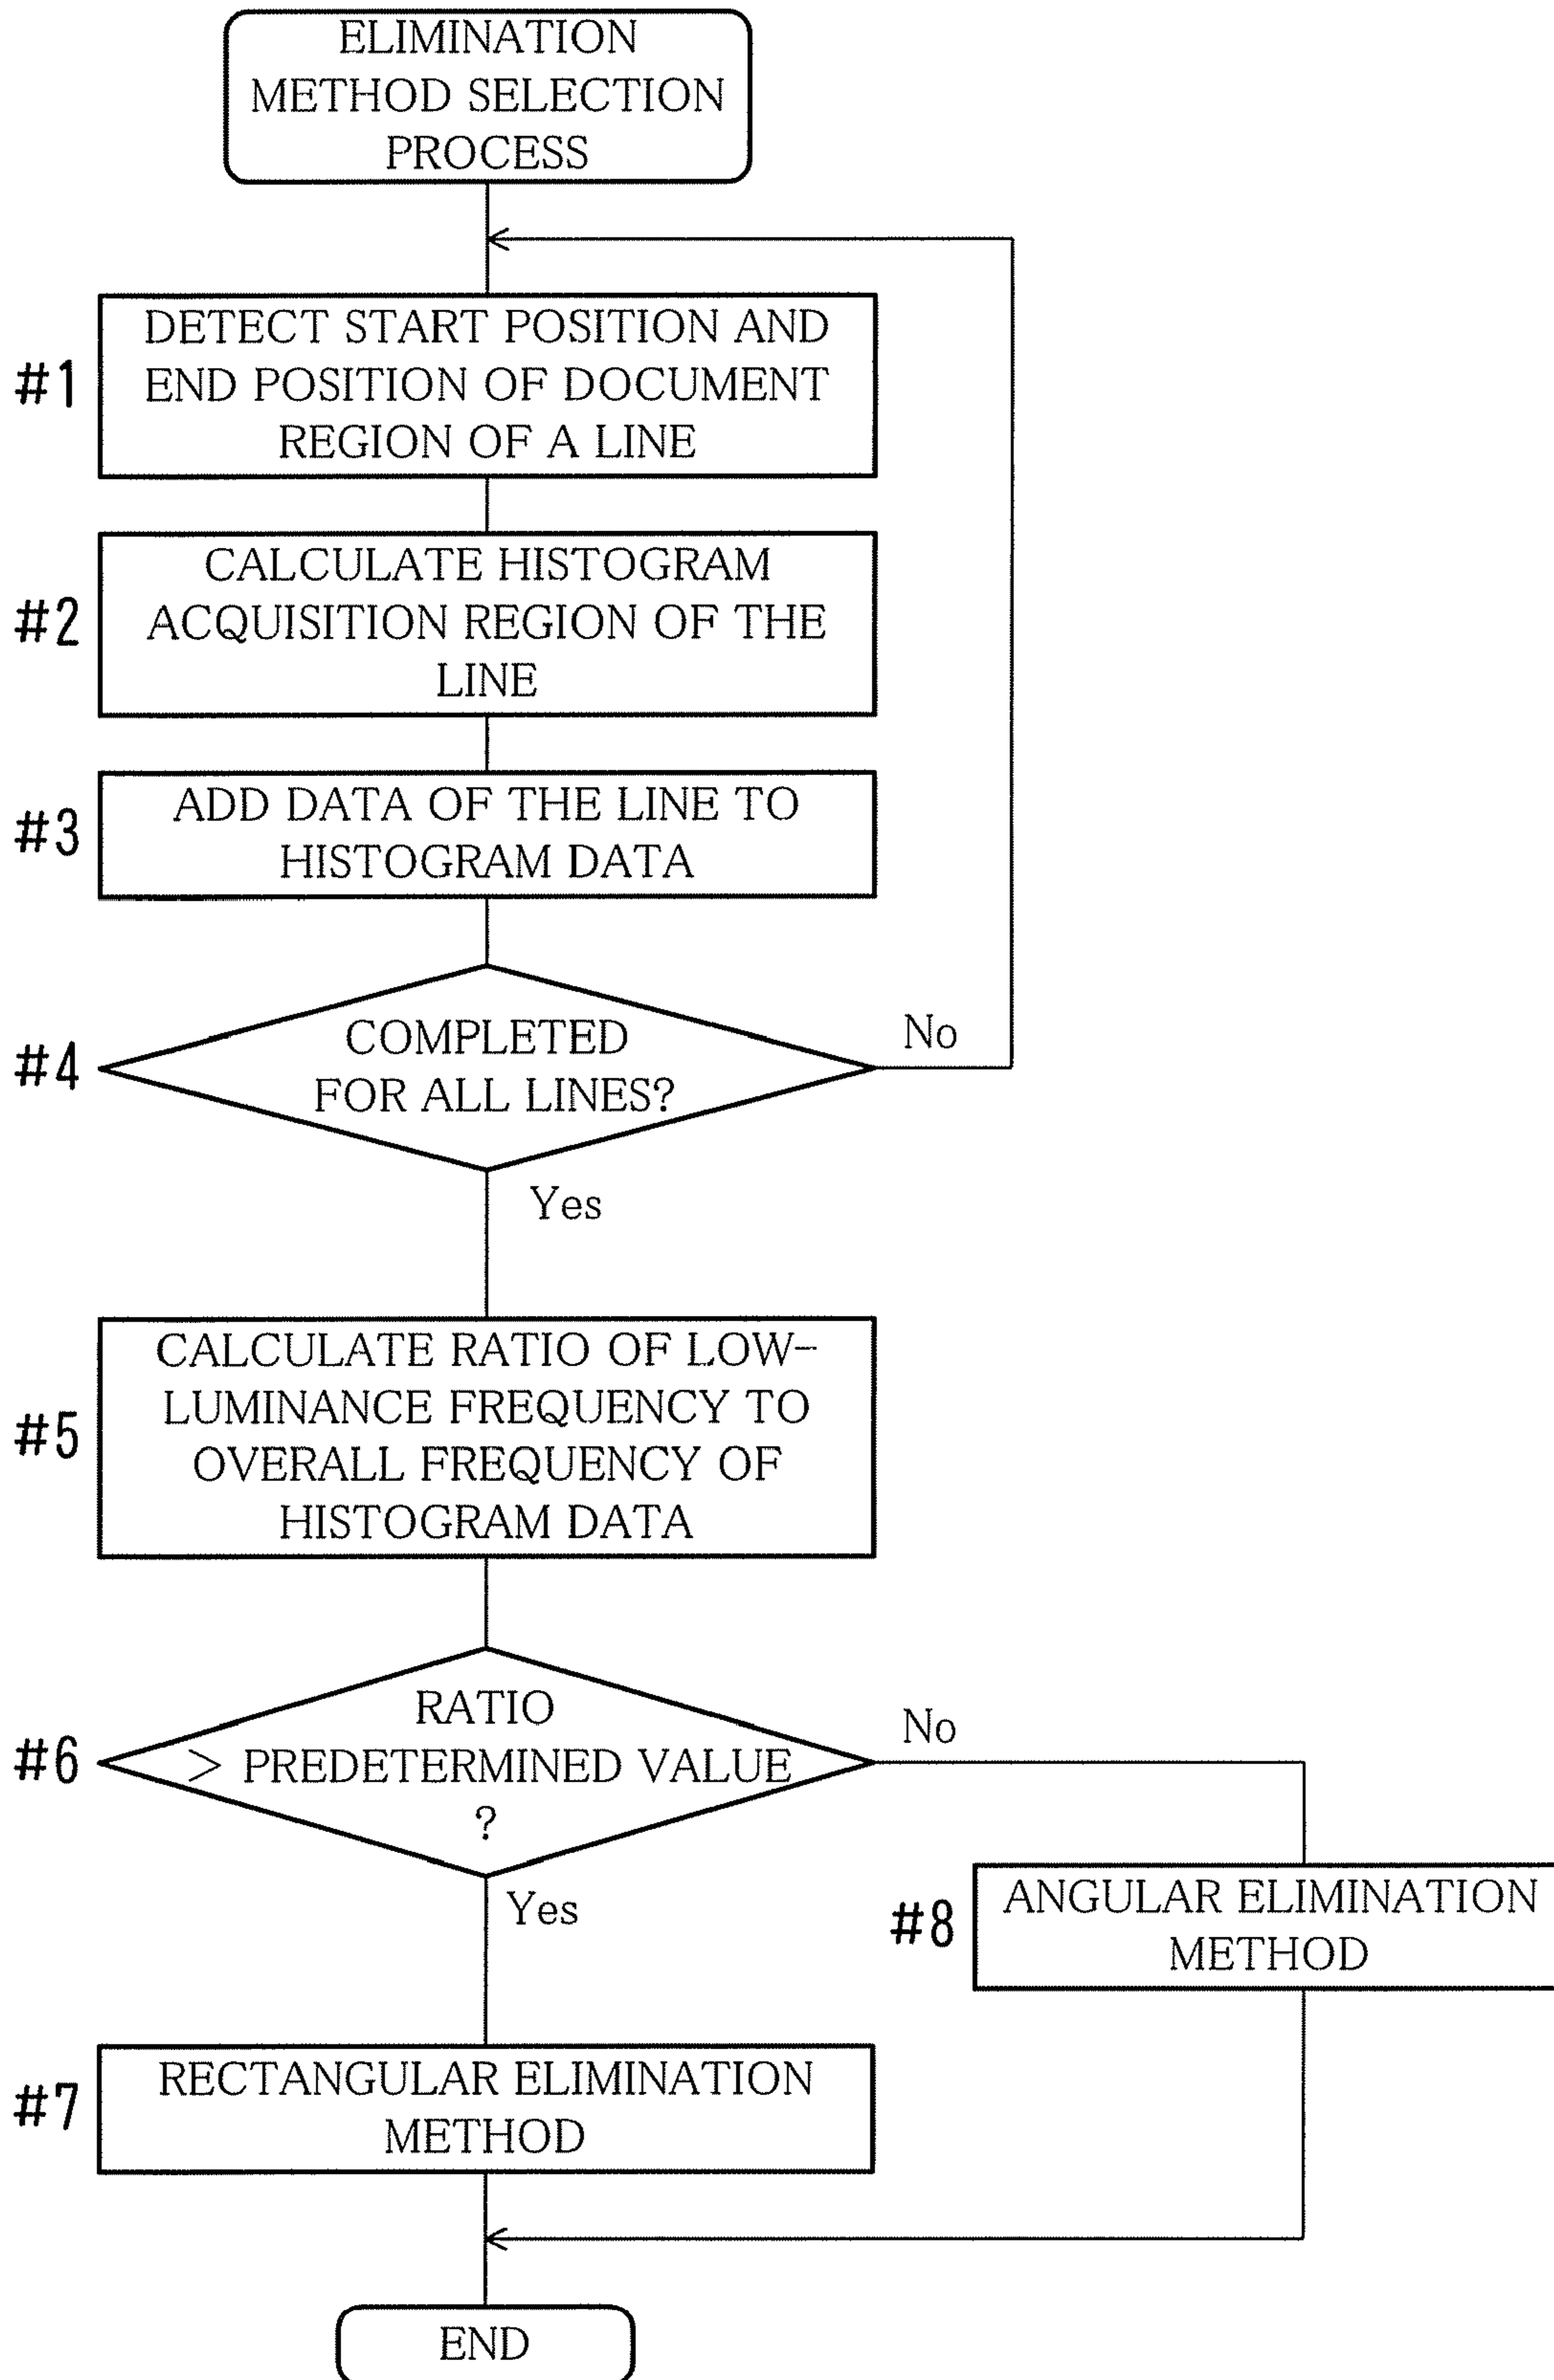 ELIMINATION
METHOD SELECTION
PROCESS
#1
DETECT START POSITION AND
END POSITION OF DOCUMENT
REGION OF A LINE
#2
CALCULATE HISTOGRAM
ACQUISITION REGION OF THE
LINE
#3
ADD DATA OF THE LINE TO
HISTOGRAM DATA
#4
COMPLETED
FOR ALL LINES?
No
Yes
#5
CALCULATE RATIO OF LOW-
LUMINANCE FREQUENCY TO
OVERALL FREQUENCY OF
HISTOGRAM DATA
#6
RATIO
> PREDETERMINED VALUE
?
No
Yes
#8
ANGULAR ELIMINATION
METHOD
#7
RECTANGULAR ELIMINATION
METHOD
END